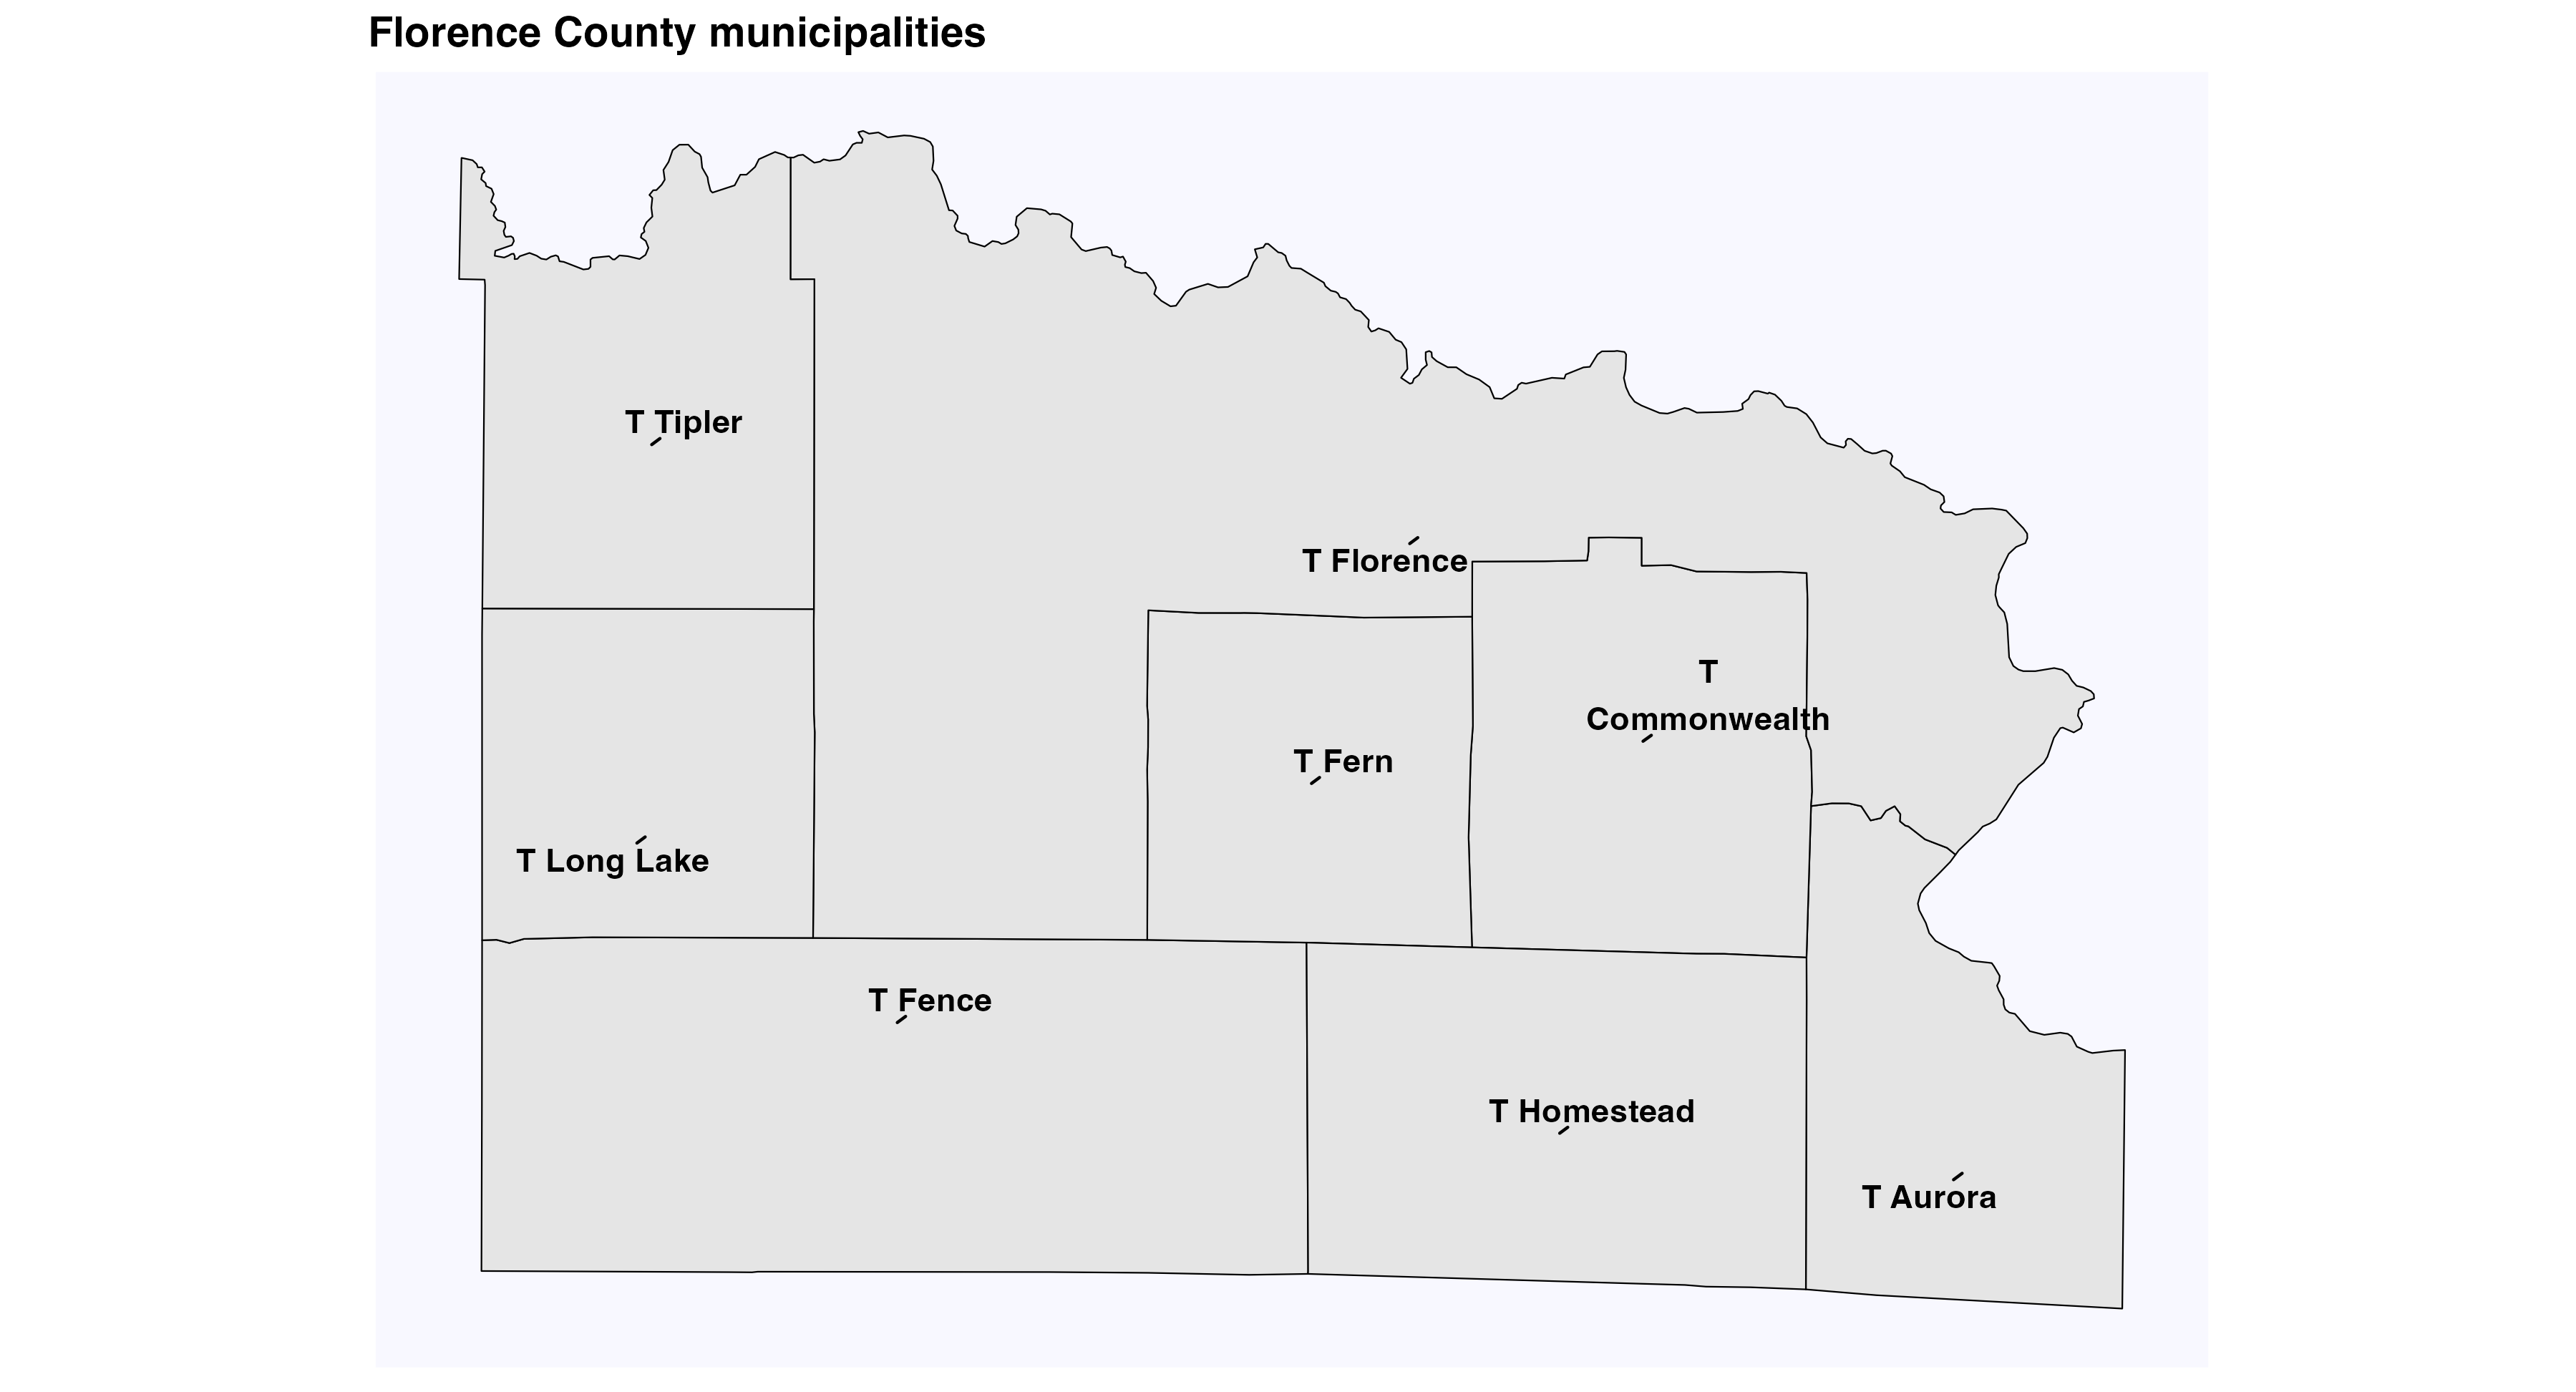 Florence County municipalities
T Tipler
T Florence
T
Commonwealth
T Fern
T Long Lake
T Fence
T Homestead
T Aurora